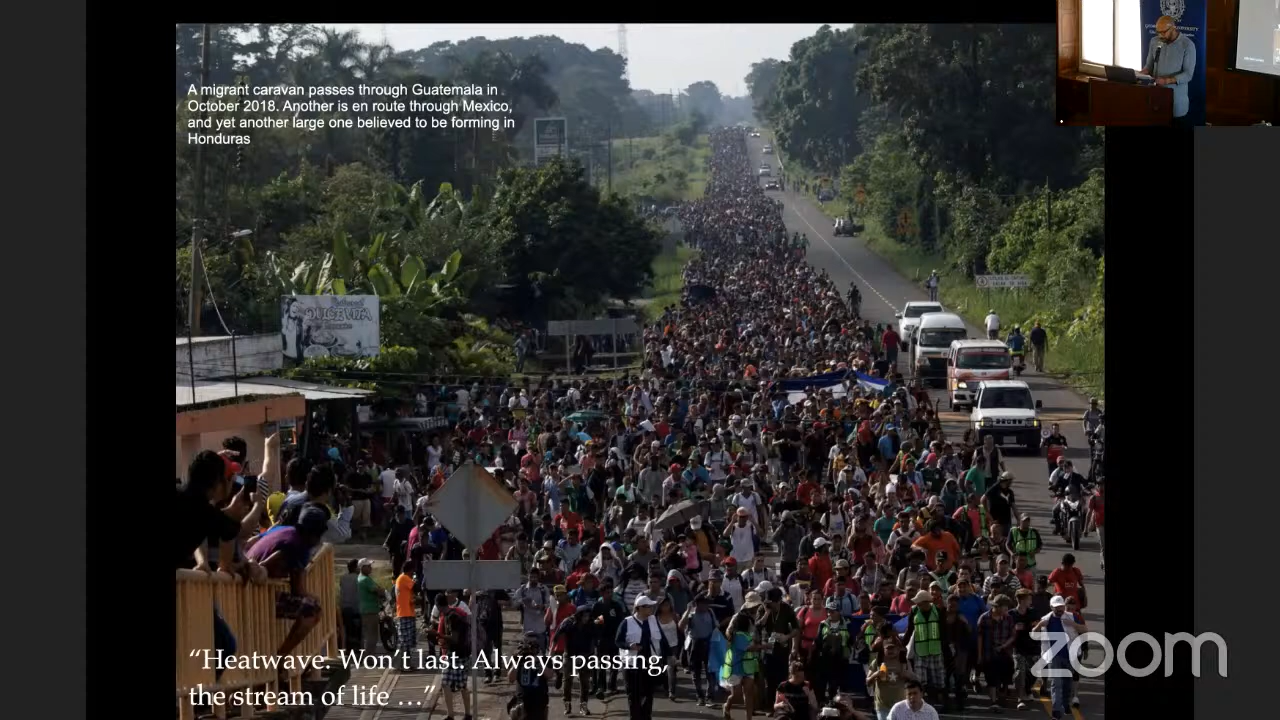 A migrant caravan passes through Guatemala in
October 2018. Another is en route through Mexico,
and yet another large one believed to be forming in
Honduras
“Heatwave. Won’t last. Always passing,
the stream of life …”
zoom